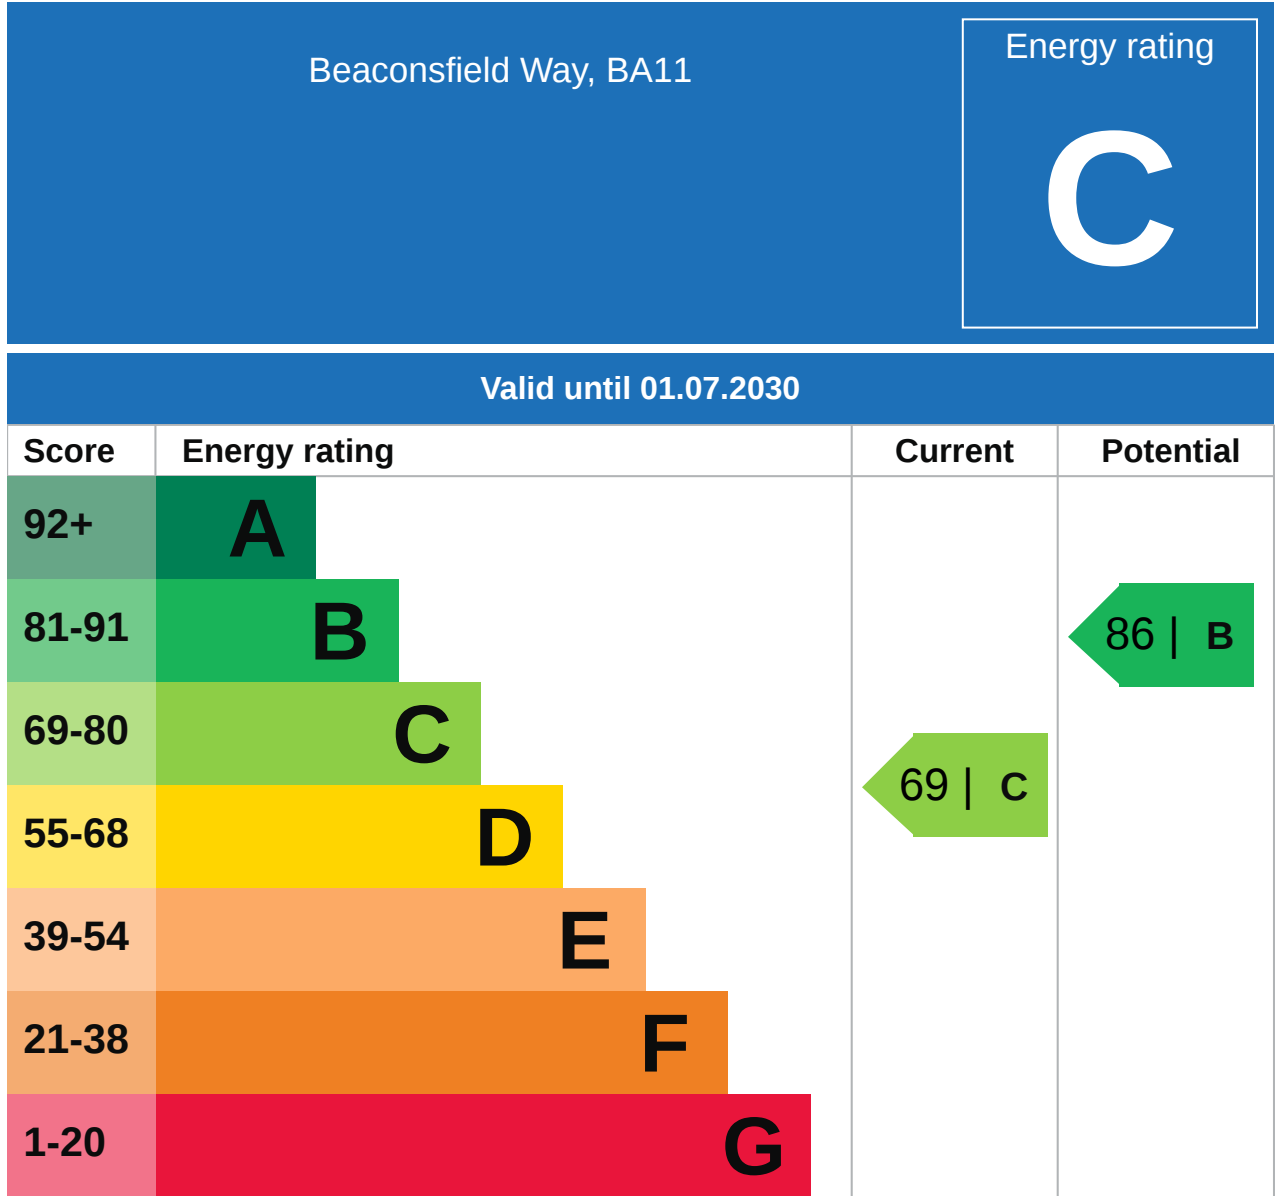 Beaconsfield Way, BA11
Energy rating
C
Valid until 01.07.2030
Score Energy rating Current Potential
92+ A
81-91 B 86 | B
69-80 C 69 | C
55-68 D
39-54 E
21-38 F
1-20 G